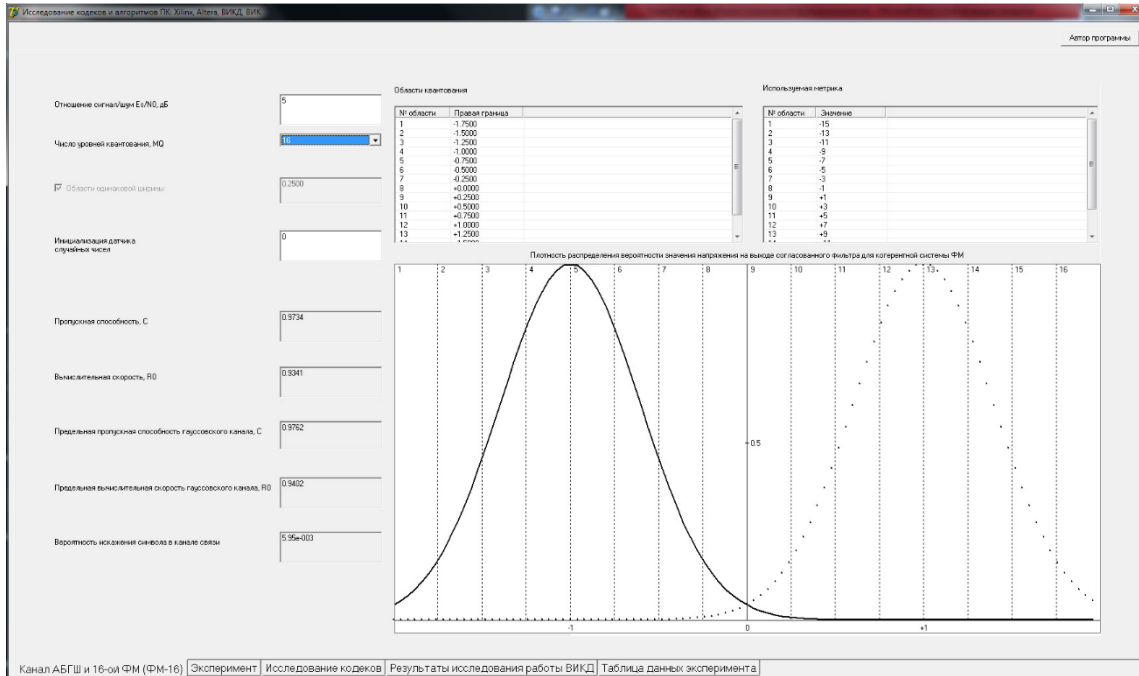 Исследование кодеков и алгоритмов ПК: Xilinx, Altera, ВИКД, ВИК
Автор программы
Отношение сигнал/шум Es/N0, дБ
5
Число уровней квантования, MQ
16
Области одинаковой ширины
0.2500
Инициализация датчика
случайных чисел
0
Пропускная способность, C
0.9734
Вычислительная скорость, R0
0.9341
Предельная пропускная способность гауссовского канала, C
0.9762
Предельная вычислительная скорость гауссовского канала, R0
0.9402
Вероятность искажения символа в канале связи
5.95e-003
Области квантования
№ области Правая граница
1 -1.7500
2 -1.5000
3 -1.2500
4 -1.0000
5 -0.7500
6 -0.5000
7 -0.2500
8 +0.0000
9 +0.2500
10 +0.5000
11 +0.7500
12 +1.0000
13 +1.2500
Используемая метрика
№ области Значение
1 -15
2 -13
3 -11
4 -9
5 -7
6 -5
7 -3
8 -1
9 +1
10 +3
11 +5
12 +7
13 +9
Плотность распределения вероятности значения напряжения на выходе согласованного фильтра для когерентной системы ФМ
1 2 3 4 5 6 7 8 9 10 11 12 13 14 15 16
0.5
-1 0 +1
Канал АБГШ и 16-ой ФМ (ФМ-16) Эксперимент Исследование кодеков Результаты исследования работы ВИКД Таблица данных эксперимента